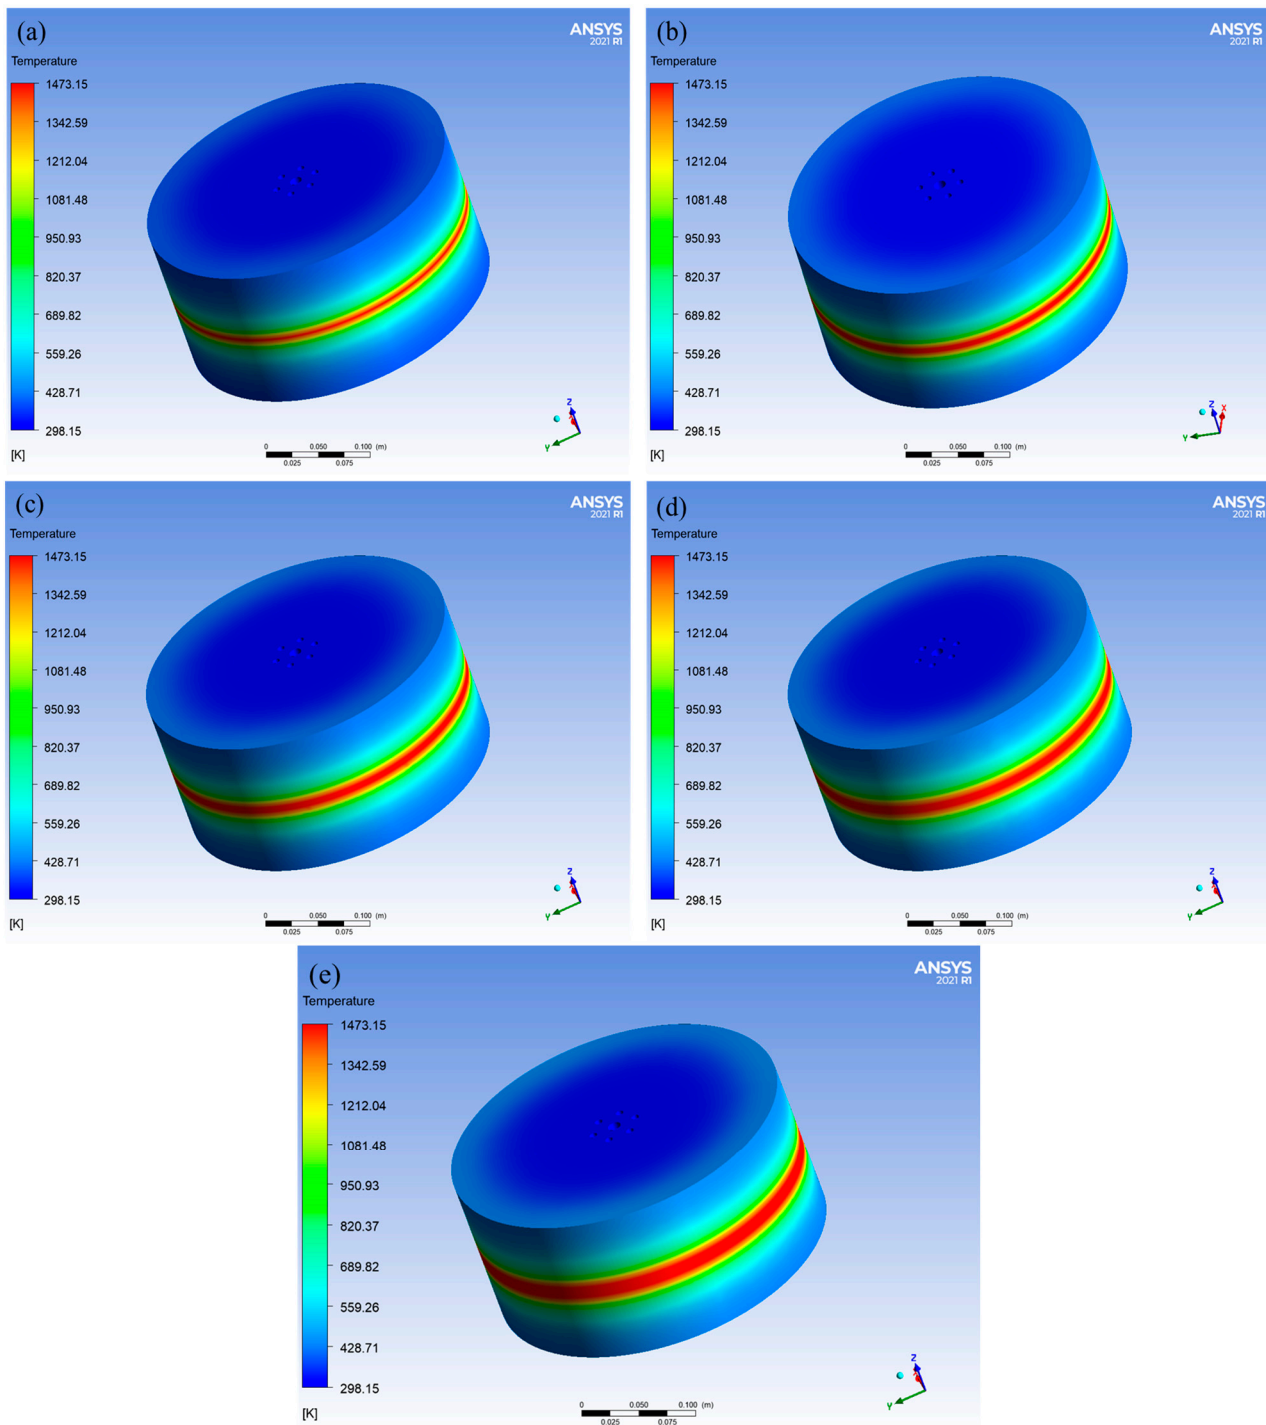 (a)
ANSYS
2021 R1
Temperature
1473.15
1342.59
1212.04
1081.48
950.93
820.37
689.82
559.26
428.71
298.15
[K]
0 0.050 0.100 (m)
0.025 0.075
Z
X
Y
(b)
ANSYS
2021 R1
Temperature
1473.15
1342.59
1212.04
1081.48
950.93
820.37
689.82
559.26
428.71
298.15
[K]
0 0.050 0.100 (m)
0.025 0.075
Z X
Y
(c)
ANSYS
2021 R1
Temperature
1473.15
1342.59
1212.04
1081.48
950.93
820.37
689.82
559.26
428.71
298.15
[K]
0 0.050 0.100 (m)
0.025 0.075
Z
X
Y
(d)
ANSYS
2021 R1
Temperature
1473.15
1342.59
1212.04
1081.48
950.93
820.37
689.82
559.26
428.71
298.15
[K]
0 0.050 0.100 (m)
0.025 0.075
Z
X
Y
(e)
ANSYS
2021 R1
Temperature
1473.15
1342.59
1212.04
1081.48
950.93
820.37
689.82
559.26
428.71
298.15
[K]
0 0.050 0.100 (m)
0.025 0.075
Z
X
Y